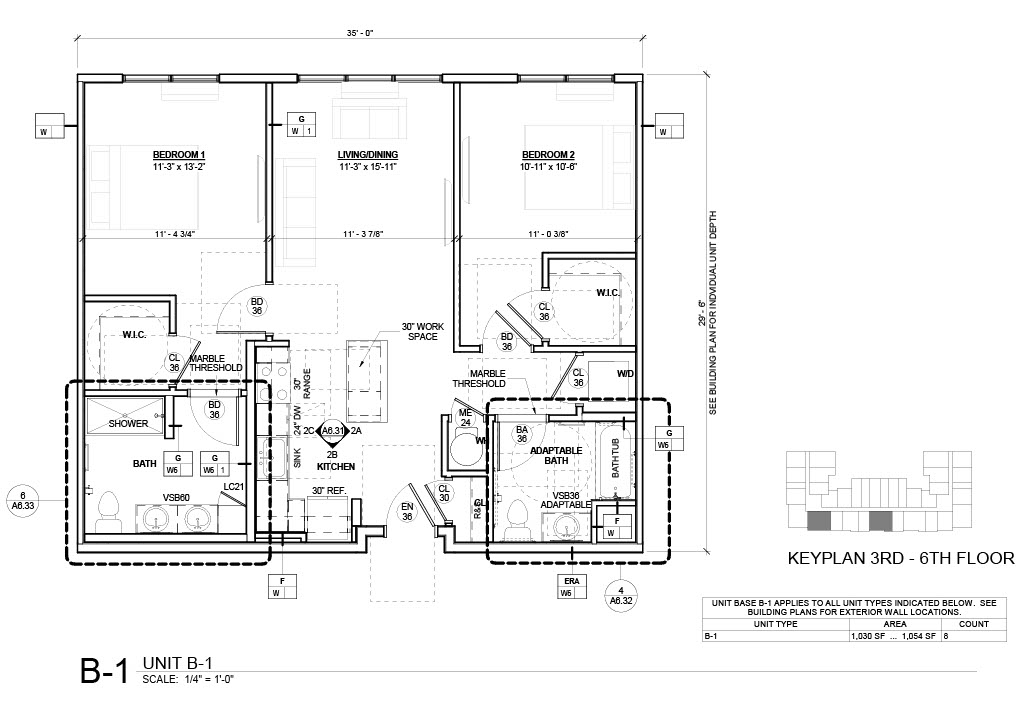 35' - 0"
W
G
W 1
W
BEDROOM 1
11'-3" x 13'-2"
LIVING/DINING
11'-3" x 15'-11"
BEDROOM 2
10'-11" x 10'-6"
11' - 4 3/4"
11' - 3 7/8"
11' - 0 3/8"
29' - 6"
SEE BUILDING PLAN FOR INDIVIDUAL UNIT DEPTH
W.I.C.
BD
36
CL
36
W.I.C.
30" WORK
SPACE
BD
36
CL
36
MARBLE
THRESHOLD
MARBLE
THRESHOLD
CL
36
W/D
30"
RANGE
BD
36
ME
24
SHOWER
24" DW
2C
A6.31
2A
2B
WH
BA
36
ADAPTABLE
BATH
BATH TUB
G
W6
BATH
G
W6
G
W6 1
SINK
KITCHEN
LC21
VSB60
30" REF.
CL
30
EN
36
CL
R&S
VSB36
ADAPTABLE
6
A6.33
F
W
F
W
ERA
W6
4
A6.32
KEYPLAN 3RD - 6TH FLOOR
UNIT BASE B-1 APPLIES TO ALL UNIT TYPES INDICATED BELOW. SEE
BUILDING PLANS FOR EXTERIOR WALL LOCATIONS.
UNIT TYPE AREA COUNT
B-1 1,030 SF ... 1,054 SF 8
B-1 UNIT B-1
SCALE: 1/4" = 1'-0"